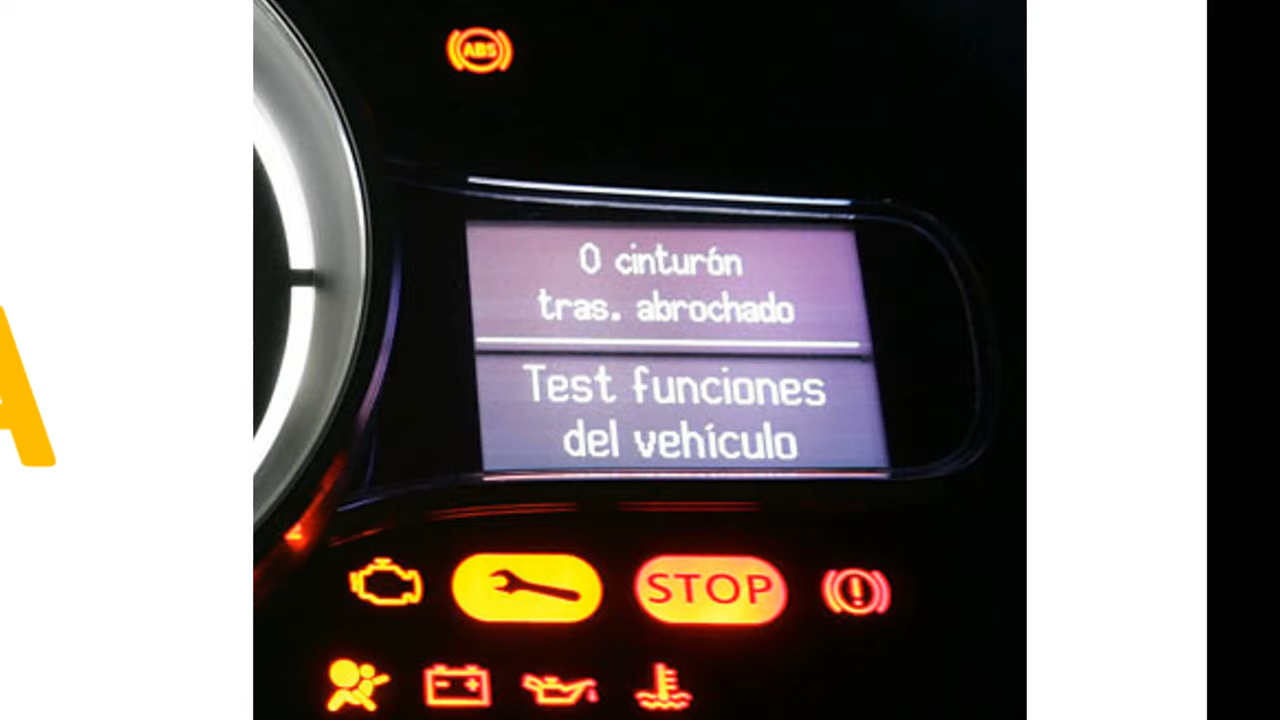 ABS
0 cinturón
tras. abrochado
Test funciones
del vehículo
STOP
A